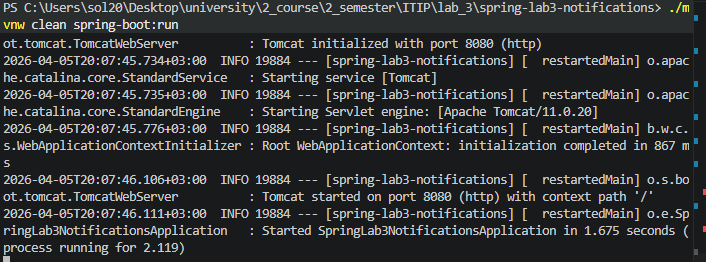 PS C:\Users\sol20\Desktop\university\2_course\2_semester\ITIP\lab_3\spring-lab3-notifications> ./m
vnw clean spring-boot:run
ot.tomcat.TomcatWebServer : Tomcat initialized with port 8080 (http)
2026-04-05T20:07:45.734+03:00 INFO 19884 --- [spring-lab3-notifications] [ restartedMain] o.apac
he.catalina.core.StandardService : Starting service [Tomcat]
2026-04-05T20:07:45.735+03:00 INFO 19884 --- [spring-lab3-notifications] [ restartedMain] o.apac
he.catalina.core.StandardEngine : Starting Servlet engine: [Apache Tomcat/11.0.20]
2026-04-05T20:07:45.776+03:00 INFO 19884 --- [spring-lab3-notifications] [ restartedMain] b.w.c.
s.WebApplicationContextInitializer : Root WebApplicationContext: initialization completed in 867 m
s
2026-04-05T20:07:46.106+03:00 INFO 19884 --- [spring-lab3-notifications] [ restartedMain] o.s.bo
ot.tomcat.TomcatWebServer : Tomcat started on port 8080 (http) with context path '/'
2026-04-05T20:07:46.111+03:00 INFO 19884 --- [spring-lab3-notifications] [ restartedMain] o.e.Sp
ringLab3NotificationsApplication : Started SpringLab3NotificationsApplication in 1.675 seconds (
process running for 2.119)